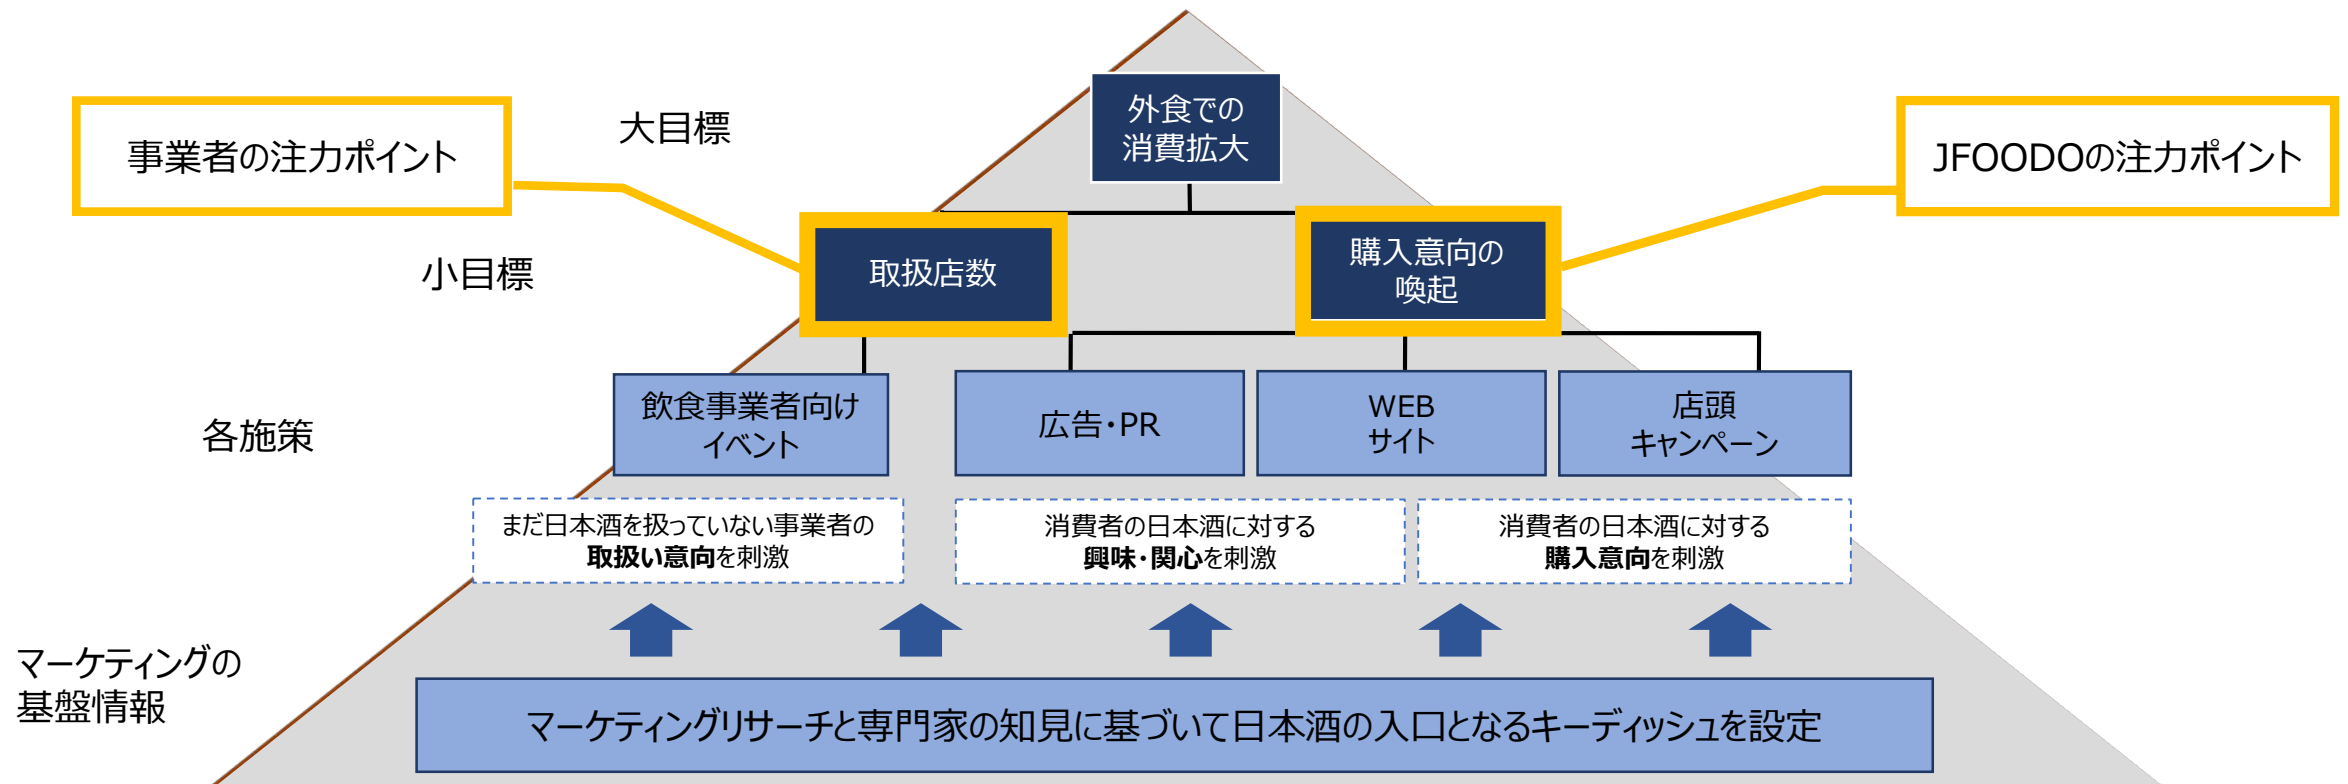 外食での
消費拡大
大目標
事業者の注力ポイント
JFOODOの注力ポイント
小目標
取扱店数
購入意向の
喚起
各施策
飲食事業者向け
イベント
広告・PR
WEB
サイト
店頭
キャンペーン
まだ日本酒を扱っていない事業者の
取扱い意向を刺激
消費者の日本酒に対する
興味・関心を刺激
消費者の日本酒に対する
購入意向を刺激
マーケティングの
基盤情報
マーケティングリサーチと専門家の知見に基づいて日本酒の入口となるキーディッシュを設定